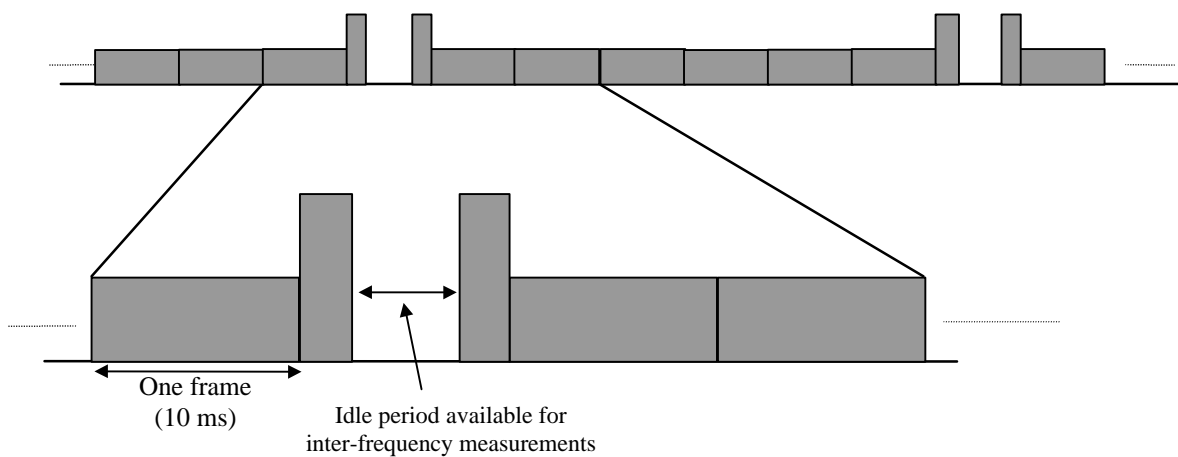 One frame
(10 ms)
Idle period available for
inter-frequency measurements